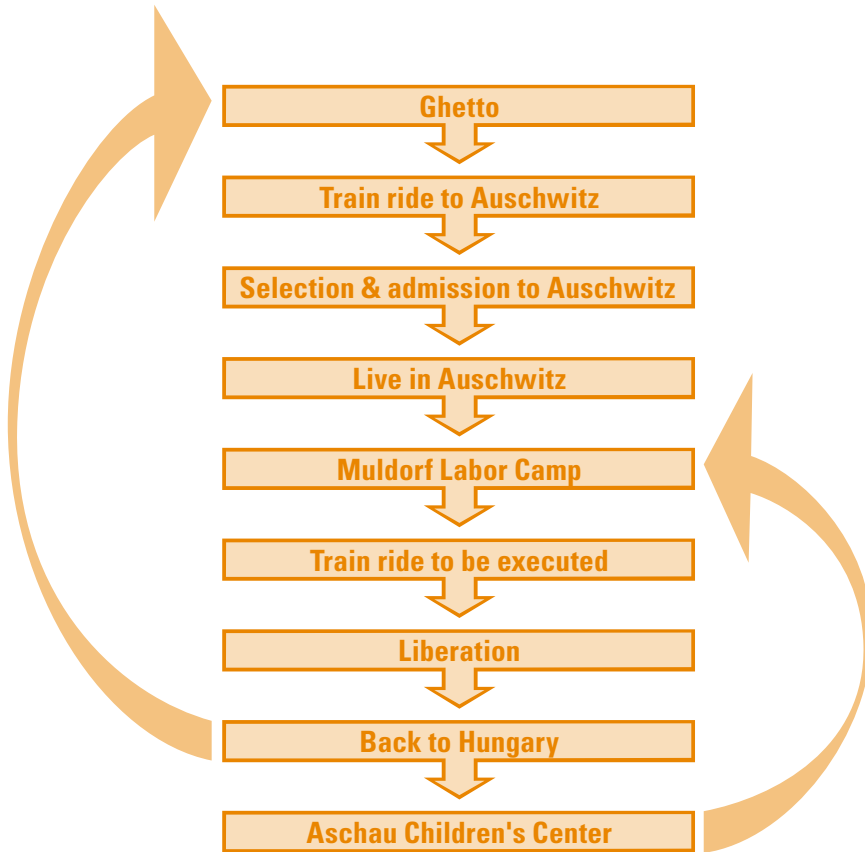 Ghetto
Train ride to Auschwitz
Selection & admission to Auschwitz
Live in Auschwitz
Muldorf Labor Camp
Train ride to be executed
Liberation
Back to Hungary
Aschau Children's Center